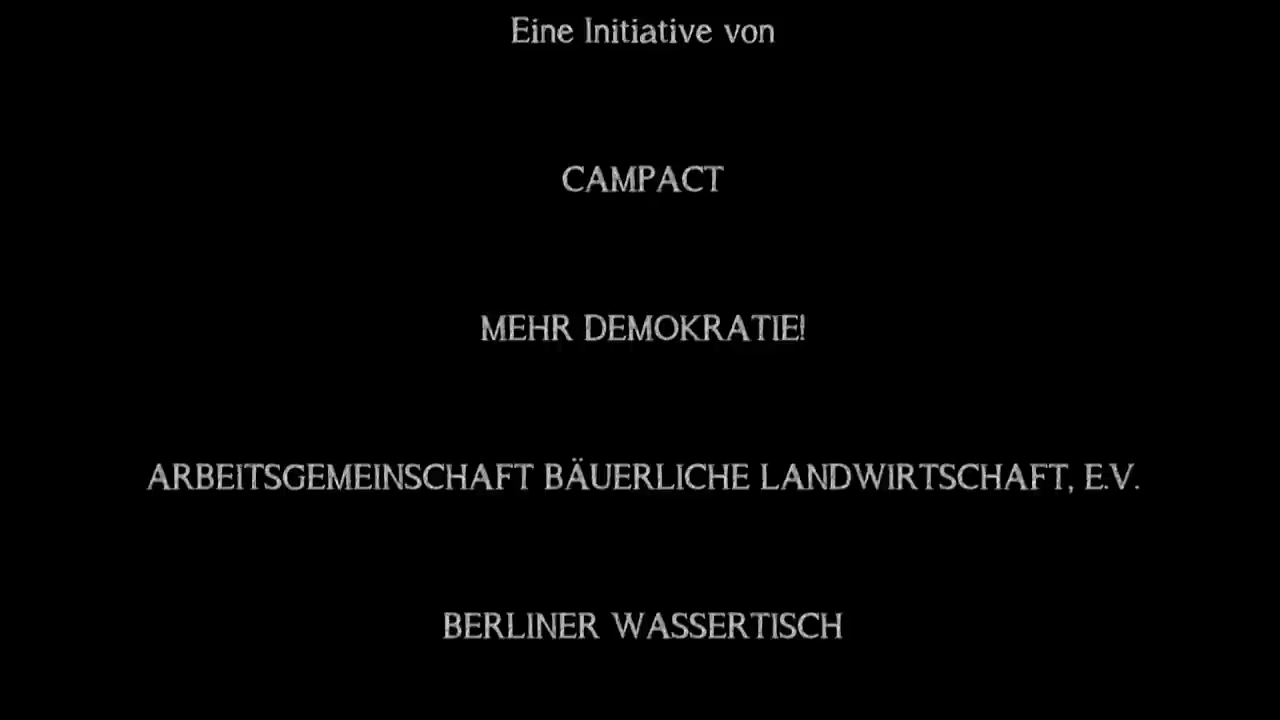 Eine Initiative von
CAMPACT
MEHR DEMOKRATIE!
ARBEITSGEMEINSCHAFT BÄUERLICHE LANDWIRTSCHAFT, E.V.
BERLINER WASSERTISCH